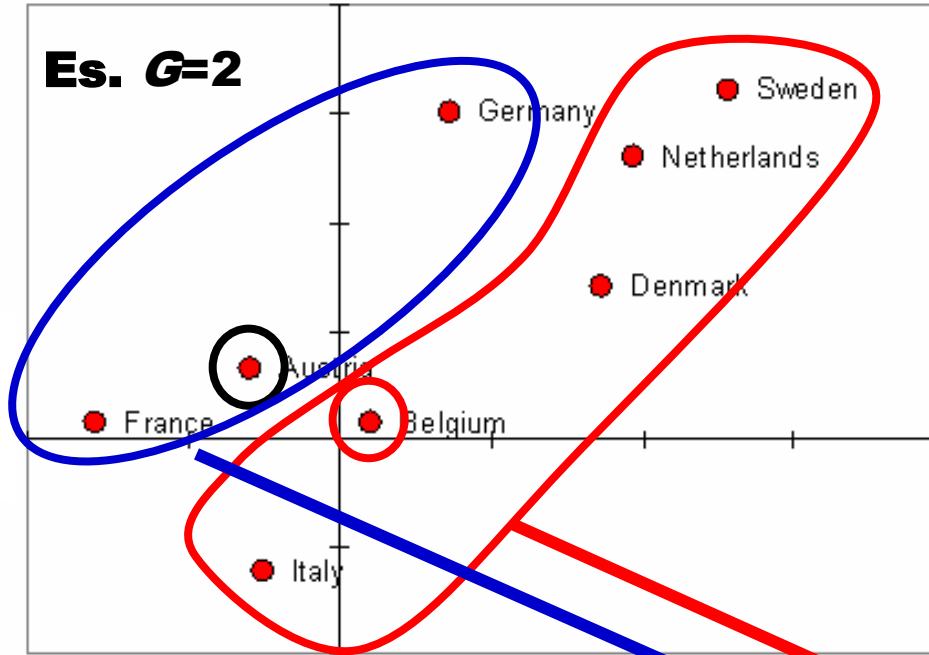 Es. G=2
Sweden
Germany
Netherlands
Denmark
Austria
France
Belgium
Italy